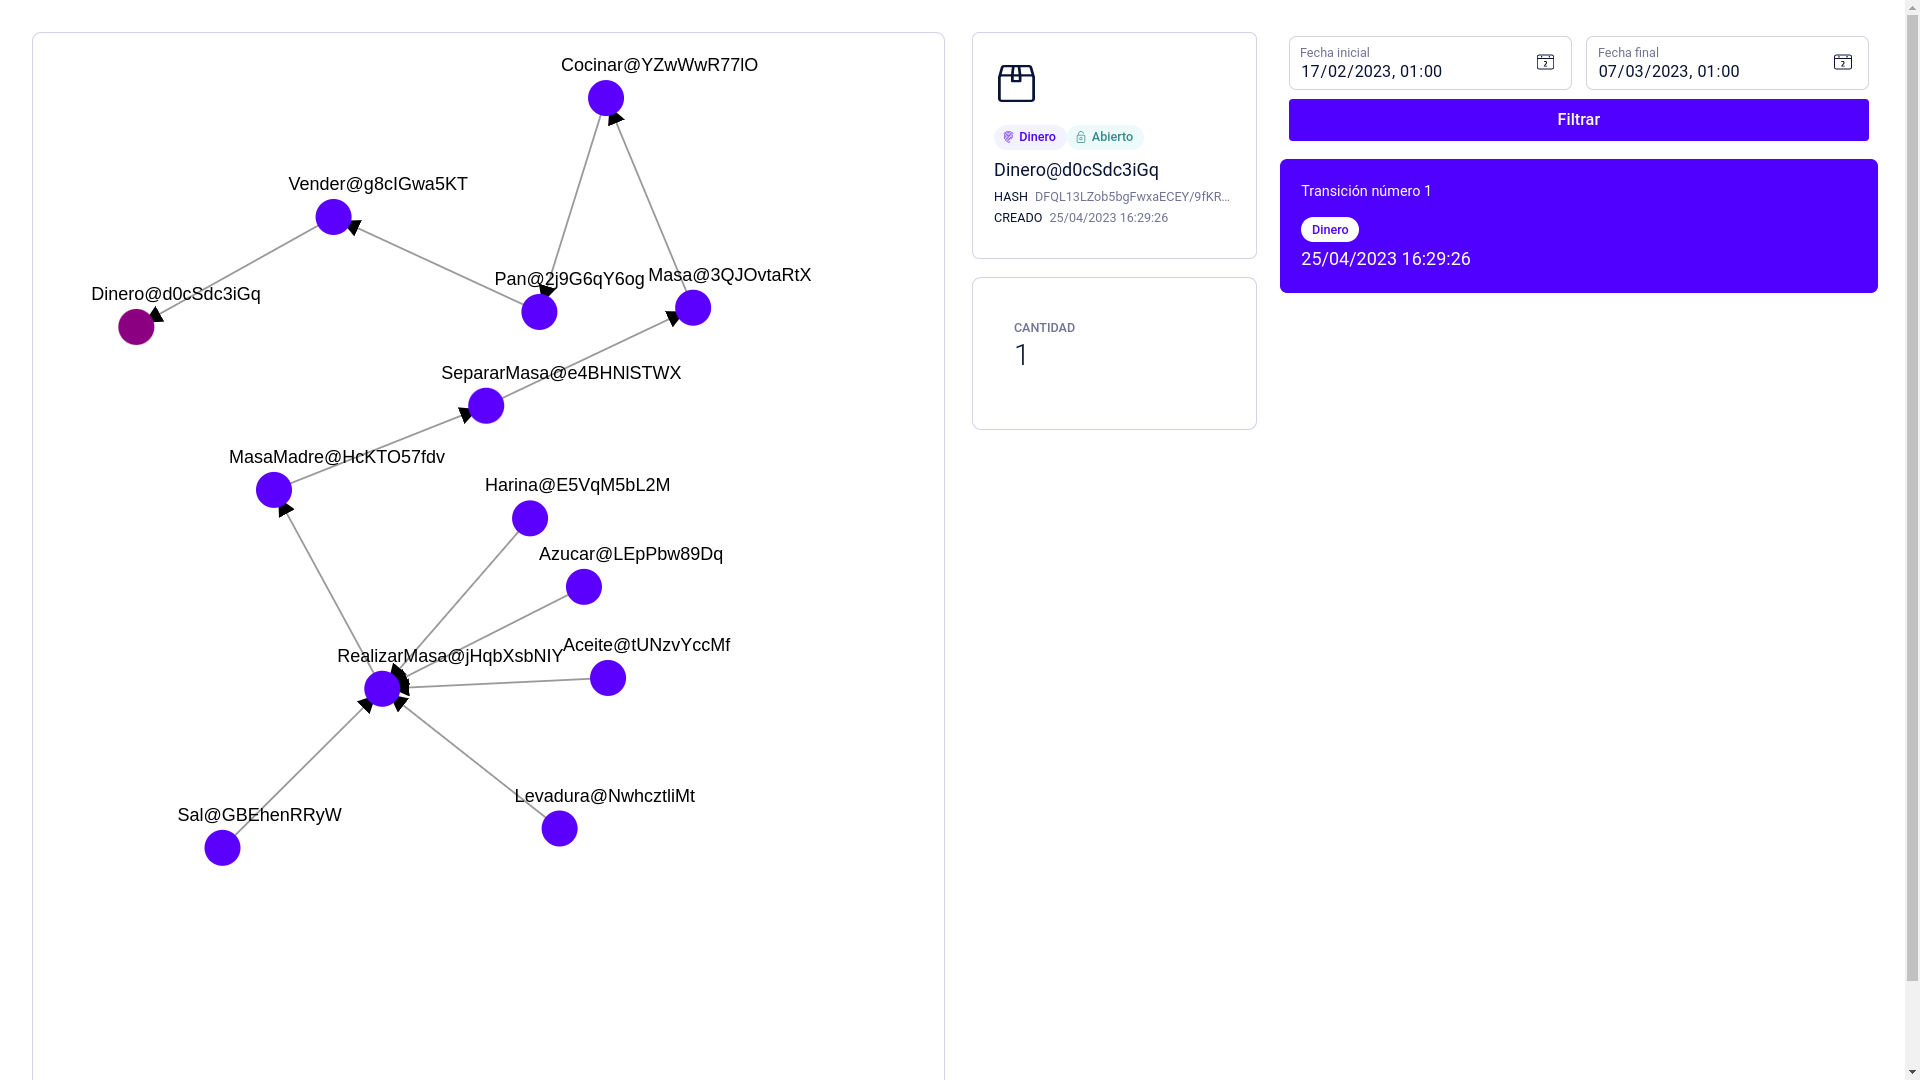 Cocinar@YZwWwR77lO
Vender@g8cIGwa5KT
Dinero@d0cSdc3iGq
Pan@2j9G6qY6og
Masa@3QJOvtaRtX
SepararMasa@e4BHNlSTWX
MasaMadre@HcKTO57fdv
Harina@E5VqM5bL2M
Azucar@LEpPbw89Dq
RealizarMasa@jHqbXsbNIY
Aceite@tUNzvYccMf
Sal@GBEhenRRyW
Levadura@NwhcztliMt
Dinero
Abierto
Dinero@d0cSdc3iGq
HASH DFQL13LZob5bgFwxaECEY/9fKR...
CREADO 25/04/2023 16:29:26
CANTIDAD
1
Fecha inicial
17/02/2023, 01:00
2
Fecha final
07/03/2023, 01:00
2
Filtrar
Transición número 1
Dinero
25/04/2023 16:29:26